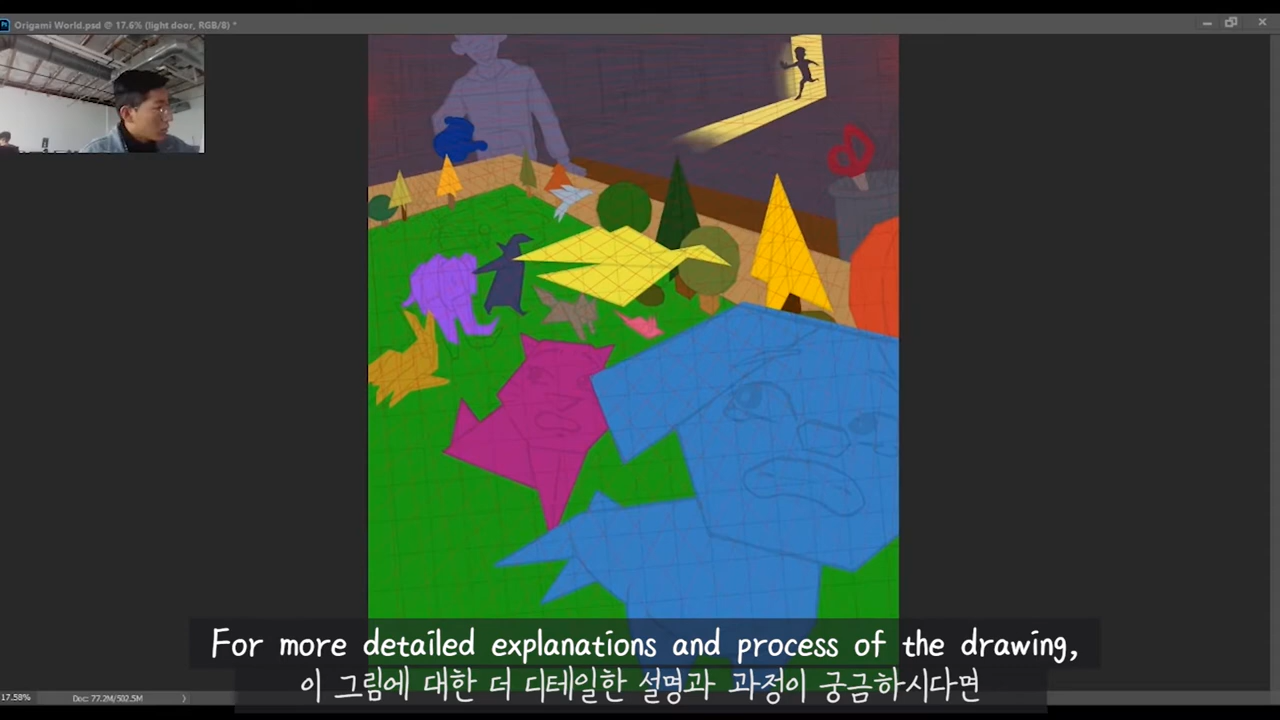 Origami World.psd @ 17.6% (light door, RGB/8) *
For more detailed explanations and process of the drawing,
이 그림에 대한 더 디테일한 설명과 과정이 궁금하시다면
17.58%
Doc: 77.2M/502.5M